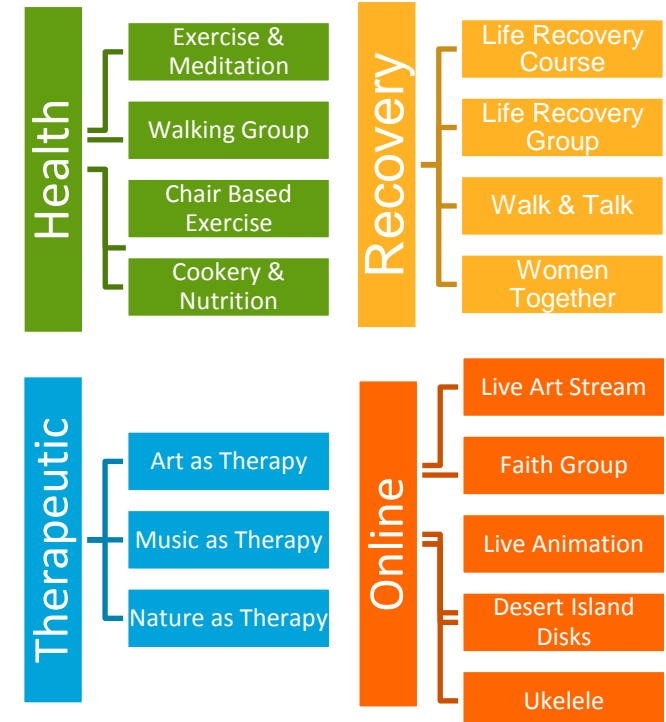 Health
Exercise &
Meditation
Walking Group
Chair Based
Exercise
Cookery &
Nutrition
Recovery
Life Recovery
Course
Life Recovery
Group
Walk & Talk
Women
Together
Therapeutic
Art as Therapy
Music as Therapy
Nature as Therapy
Online
Live Art Stream
Faith Group
Live Animation
Desert Island
Disks
Ukelele